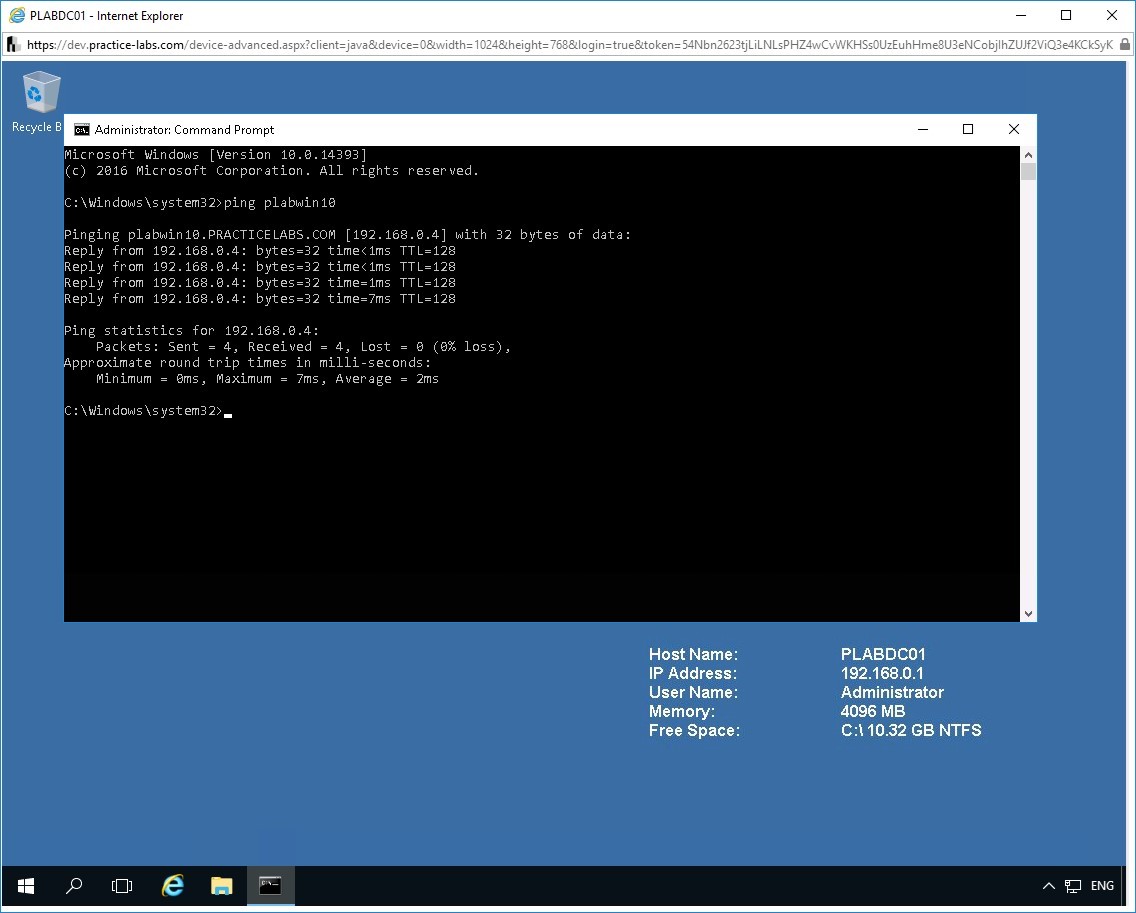 PLABDC01 - Internet Explorer
https://dev.practice-labs.com/device-advanced.aspx?client=java&device=0&width=1024&height=768&login=true&token=54Nbn2623tjLiLNLsPHZ4wCvWKHSs0UzEuhHme8U3eNCobjlhZUJf2ViQ3e4KCkSyK
Recycle B
Administrator: Command Prompt
Microsoft Windows [Version 10.0.14393]
(c) 2016 Microsoft Corporation. All rights reserved.
C:\Windows\system32>ping plabwin10
Pinging plabwin10.PRACTICELABS.COM [192.168.0.4] with 32 bytes of data:
Reply from 192.168.0.4: bytes=32 time<1ms TTL=128
Reply from 192.168.0.4: bytes=32 time<1ms TTL=128
Reply from 192.168.0.4: bytes=32 time=1ms TTL=128
Reply from 192.168.0.4: bytes=32 time=7ms TTL=128
Ping statistics for 192.168.0.4:
Packets: Sent = 4, Received = 4, Lost = 0 (0% loss),
Approximate round trip times in milli-seconds:
Minimum = 0ms, Maximum = 7ms, Average = 2ms
C:\Windows\system32>
Host Name: PLABDC01
IP Address: 192.168.0.1
User Name: Administrator
Memory: 4096 MB
Free Space: C:\ 10.32 GB NTFS
ENG